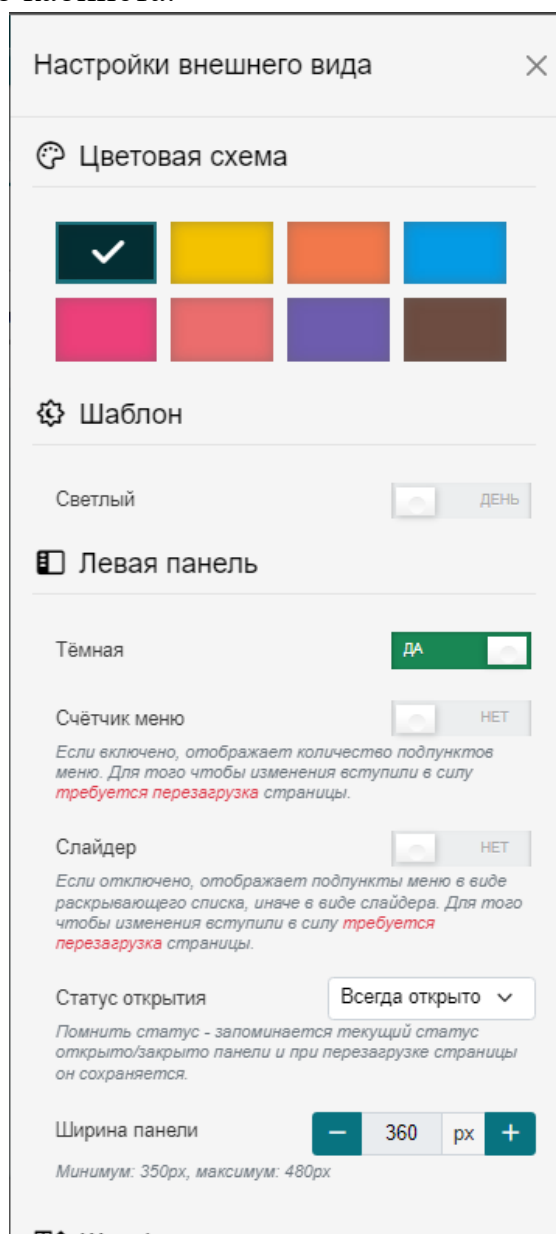 Настройки внешнего вида
Цветовая схема
Шаблон
Светлый
ДЕНЬ
Левая панель
Тёмная
ДА
Счётчик меню
НЕТ
Если включено, отображает количество подпунктов
меню. Для того чтобы изменения вступили в силу
требуется перезагрузка страницы.
Слайдер
НЕТ
Если отключено, отображает подпункты меню в виде
раскрывающего списка, иначе в виде слайдера. Для того
чтобы изменения вступили в силу требуется
перезагрузка страницы.
Статус открытия
Всегда открыто
Помнить статус - запоминается текущий статус
открыто/закрыто панели и при перезагрузке страницы
он сохраняется.
Ширина панели
− 360 px +
Минимум: 350px, максимум: 480px